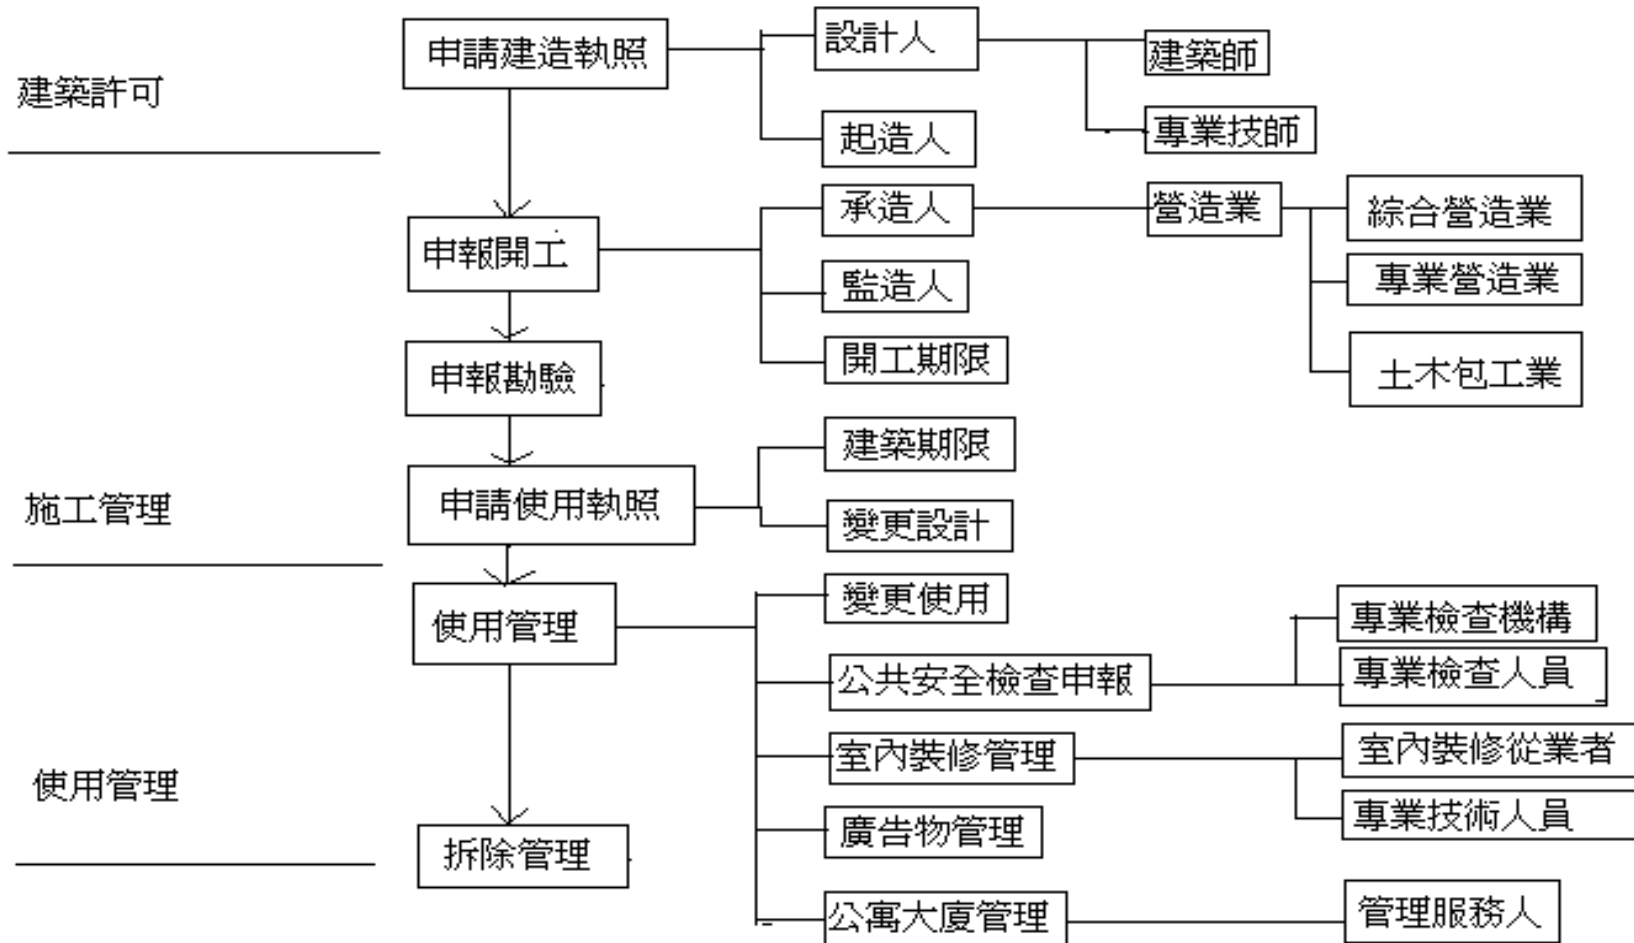 建築許可
申請建造執照
設計人
建築師
專業技師
起造人
申報開工
承造人
營造業
綜合營造業
專業營造業
土木包工業
監造人
開工期限
申報勘驗
施工管理
申請使用執照
建築期限
變更設計
使用管理
變更使用
公共安全檢查申報
專業檢查機構
專業檢查人員
室內裝修管理
室內裝修從業者
專業技術人員
廣告物管理
公寓大廈管理
管理服務人
使用管理
拆除管理